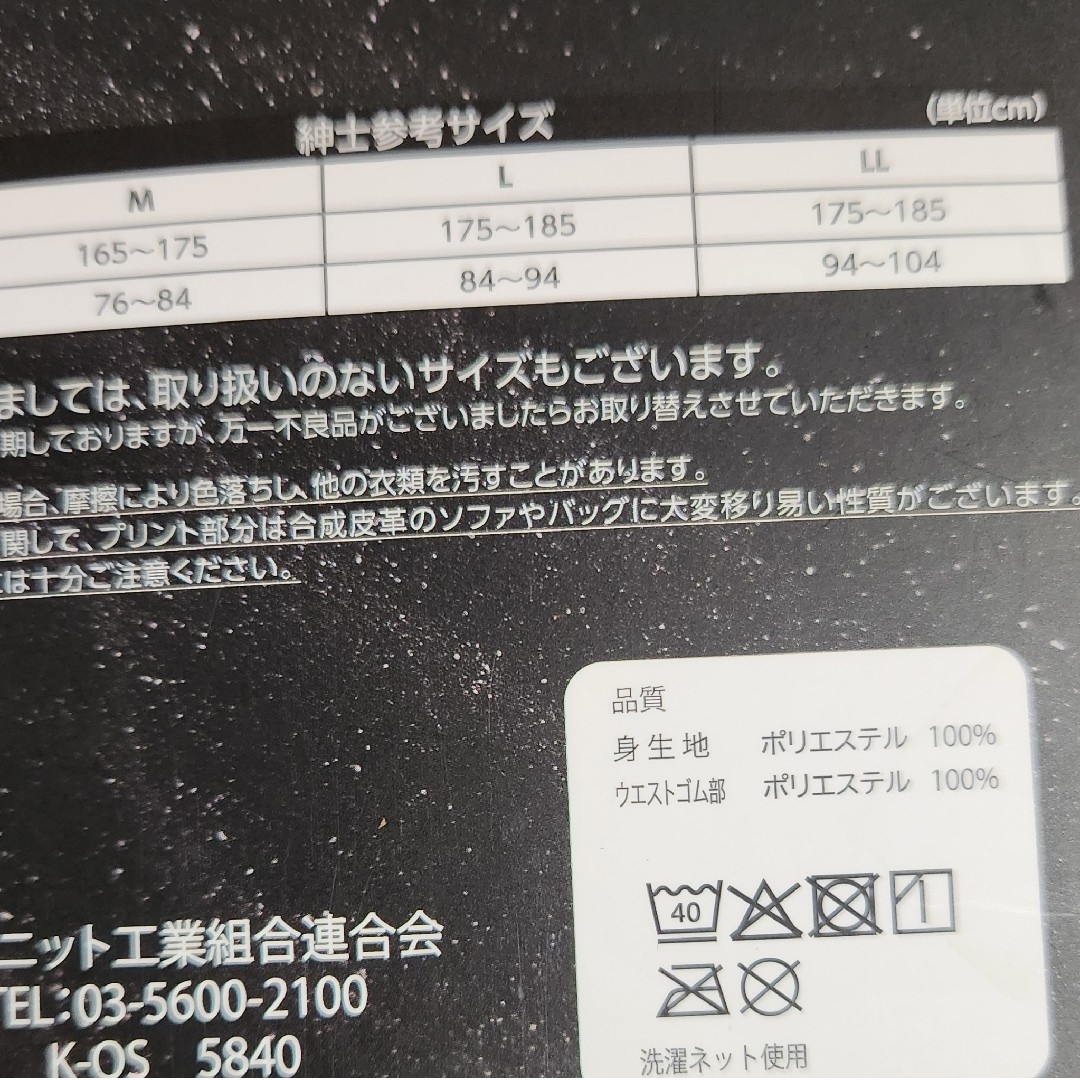 紳士参考サイズ
(単位cm)
M L LL
165〜175 175〜185 175〜185
76〜84 84〜94 94〜104
ましては、取り扱いのないサイズもございます。
期しておりますが、万一不良品がございましたらお取り替えさせていただきます。
場合、摩擦により色落ちし、他の衣類を汚すことがあります。
関して、プリント部分は合成皮革のソファやバッグに大変移り易い性質がございます。
は十分ご注意ください。
品質
身生地 ポリエステル 100%
ウエストゴム部 ポリエステル 100%
40
洗濯ネット使用
ニット工業組合連合会
TEL:03-5600-2100
K-OS 5840